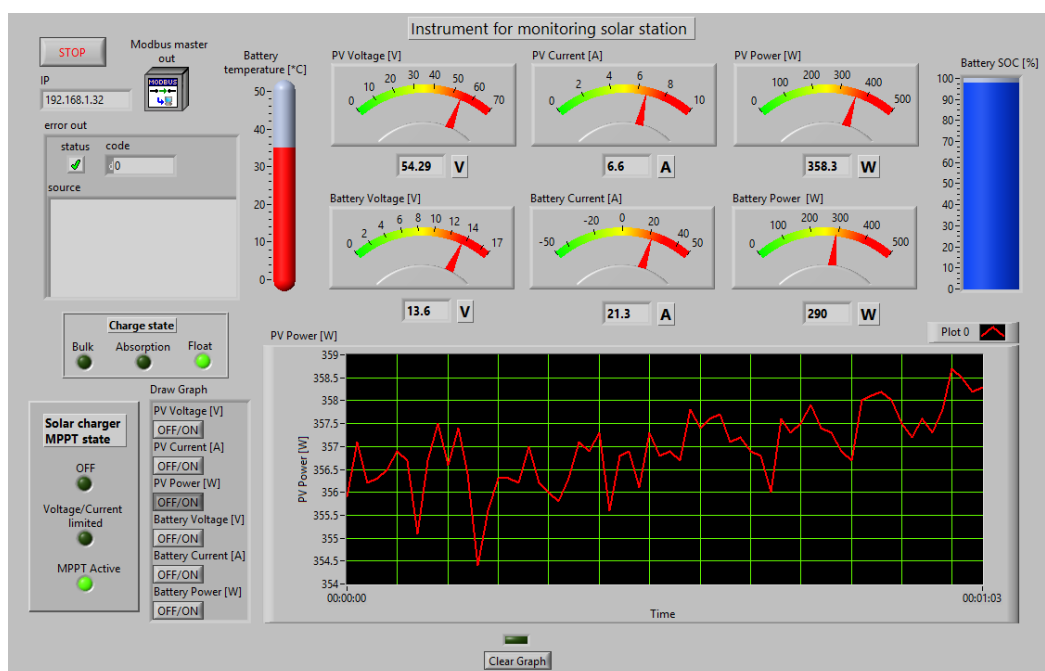 Instrument for monitoring solar station
STOP
Modbus master
out
MODBUS
IP
192.168.1.32
error out
status
code
d0
source
Battery
temperature [*C]
50
40
30
20
10
0
PV Voltage [V]
0 10 20 30 40 50 60 70
54.29 V
PV Current [A]
0 2 4 6 8 10
6.6 A
PV Power [W]
0 100 200 300 400 500
358.3 W
Battery SOC [%]
100
90
80
70
60
50
40
30
20
10
0
Battery Voltage [V]
0 2 4 6 8 10 12 14 17
13.6 V
Battery Current [A]
-50 -20 0 20 40 50
21.3 A
Battery Power [W]
0 100 200 300 400 500
290 W
Charge state
Bulk Absorption Float
Solar charger
MPPT state
OFF
Voltage/Current
limited
MPPT Active
Draw Graph
PV Voltage [V]
OFF/ON
PV Current [A]
OFF/ON
PV Power [W]
OFF/ON
Battery Voltage [V]
OFF/ON
Battery Current [A]
OFF/ON
Battery Power [W]
OFF/ON
PV Power [W]
Plot 0
PV Power [W]
359
358.5
358
357.5
357
356.5
356
355.5
355
354.5
354
00:00:00 00:01:03
Time
Clear Graph